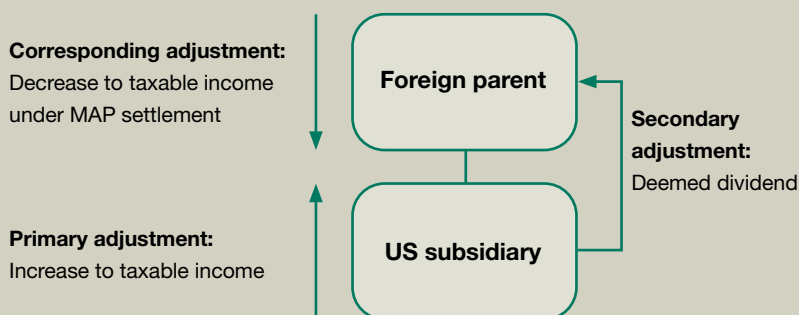 Corresponding adjustment:
Decrease to taxable income
under MAP settlement
Foreign parent
Secondary
adjustment:
Deemed dividend
Primary adjustment:
Increase to taxable income
US subsidiary